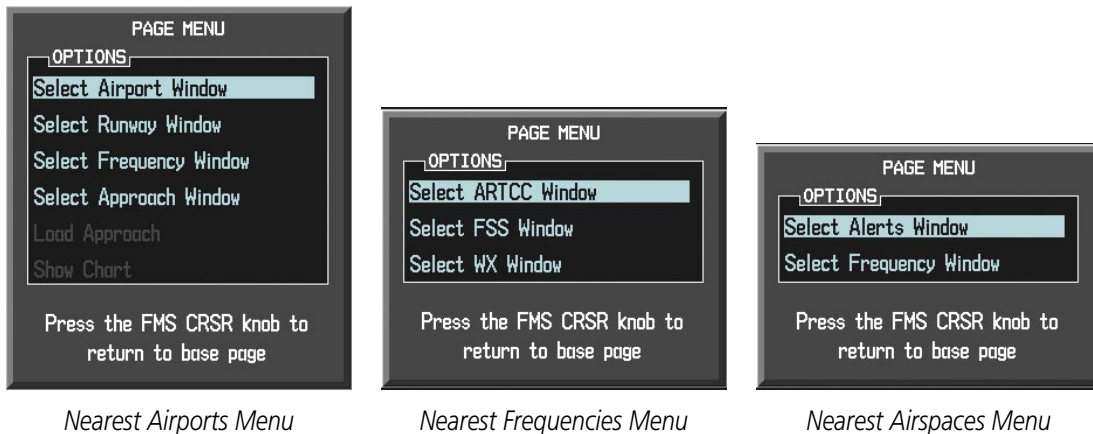 PAGE MENU
OPTIONS
Select Airport Window
Select Runway Window
Select Frequency Window
Select Approach Window
Load Approach
Show Chart
Press the FMS CRSR knob to
return to base page
Nearest Airports Menu
PAGE MENU
OPTIONS
Select ARTCC Window
Select FSS Window
Select WX Window
Press the FMS CRSR knob to
return to base page
Nearest Frequencies Menu
PAGE MENU
OPTIONS
Select Alerts Window
Select Frequency Window
Press the FMS CRSR knob to
return to base page
Nearest Airspaces Menu